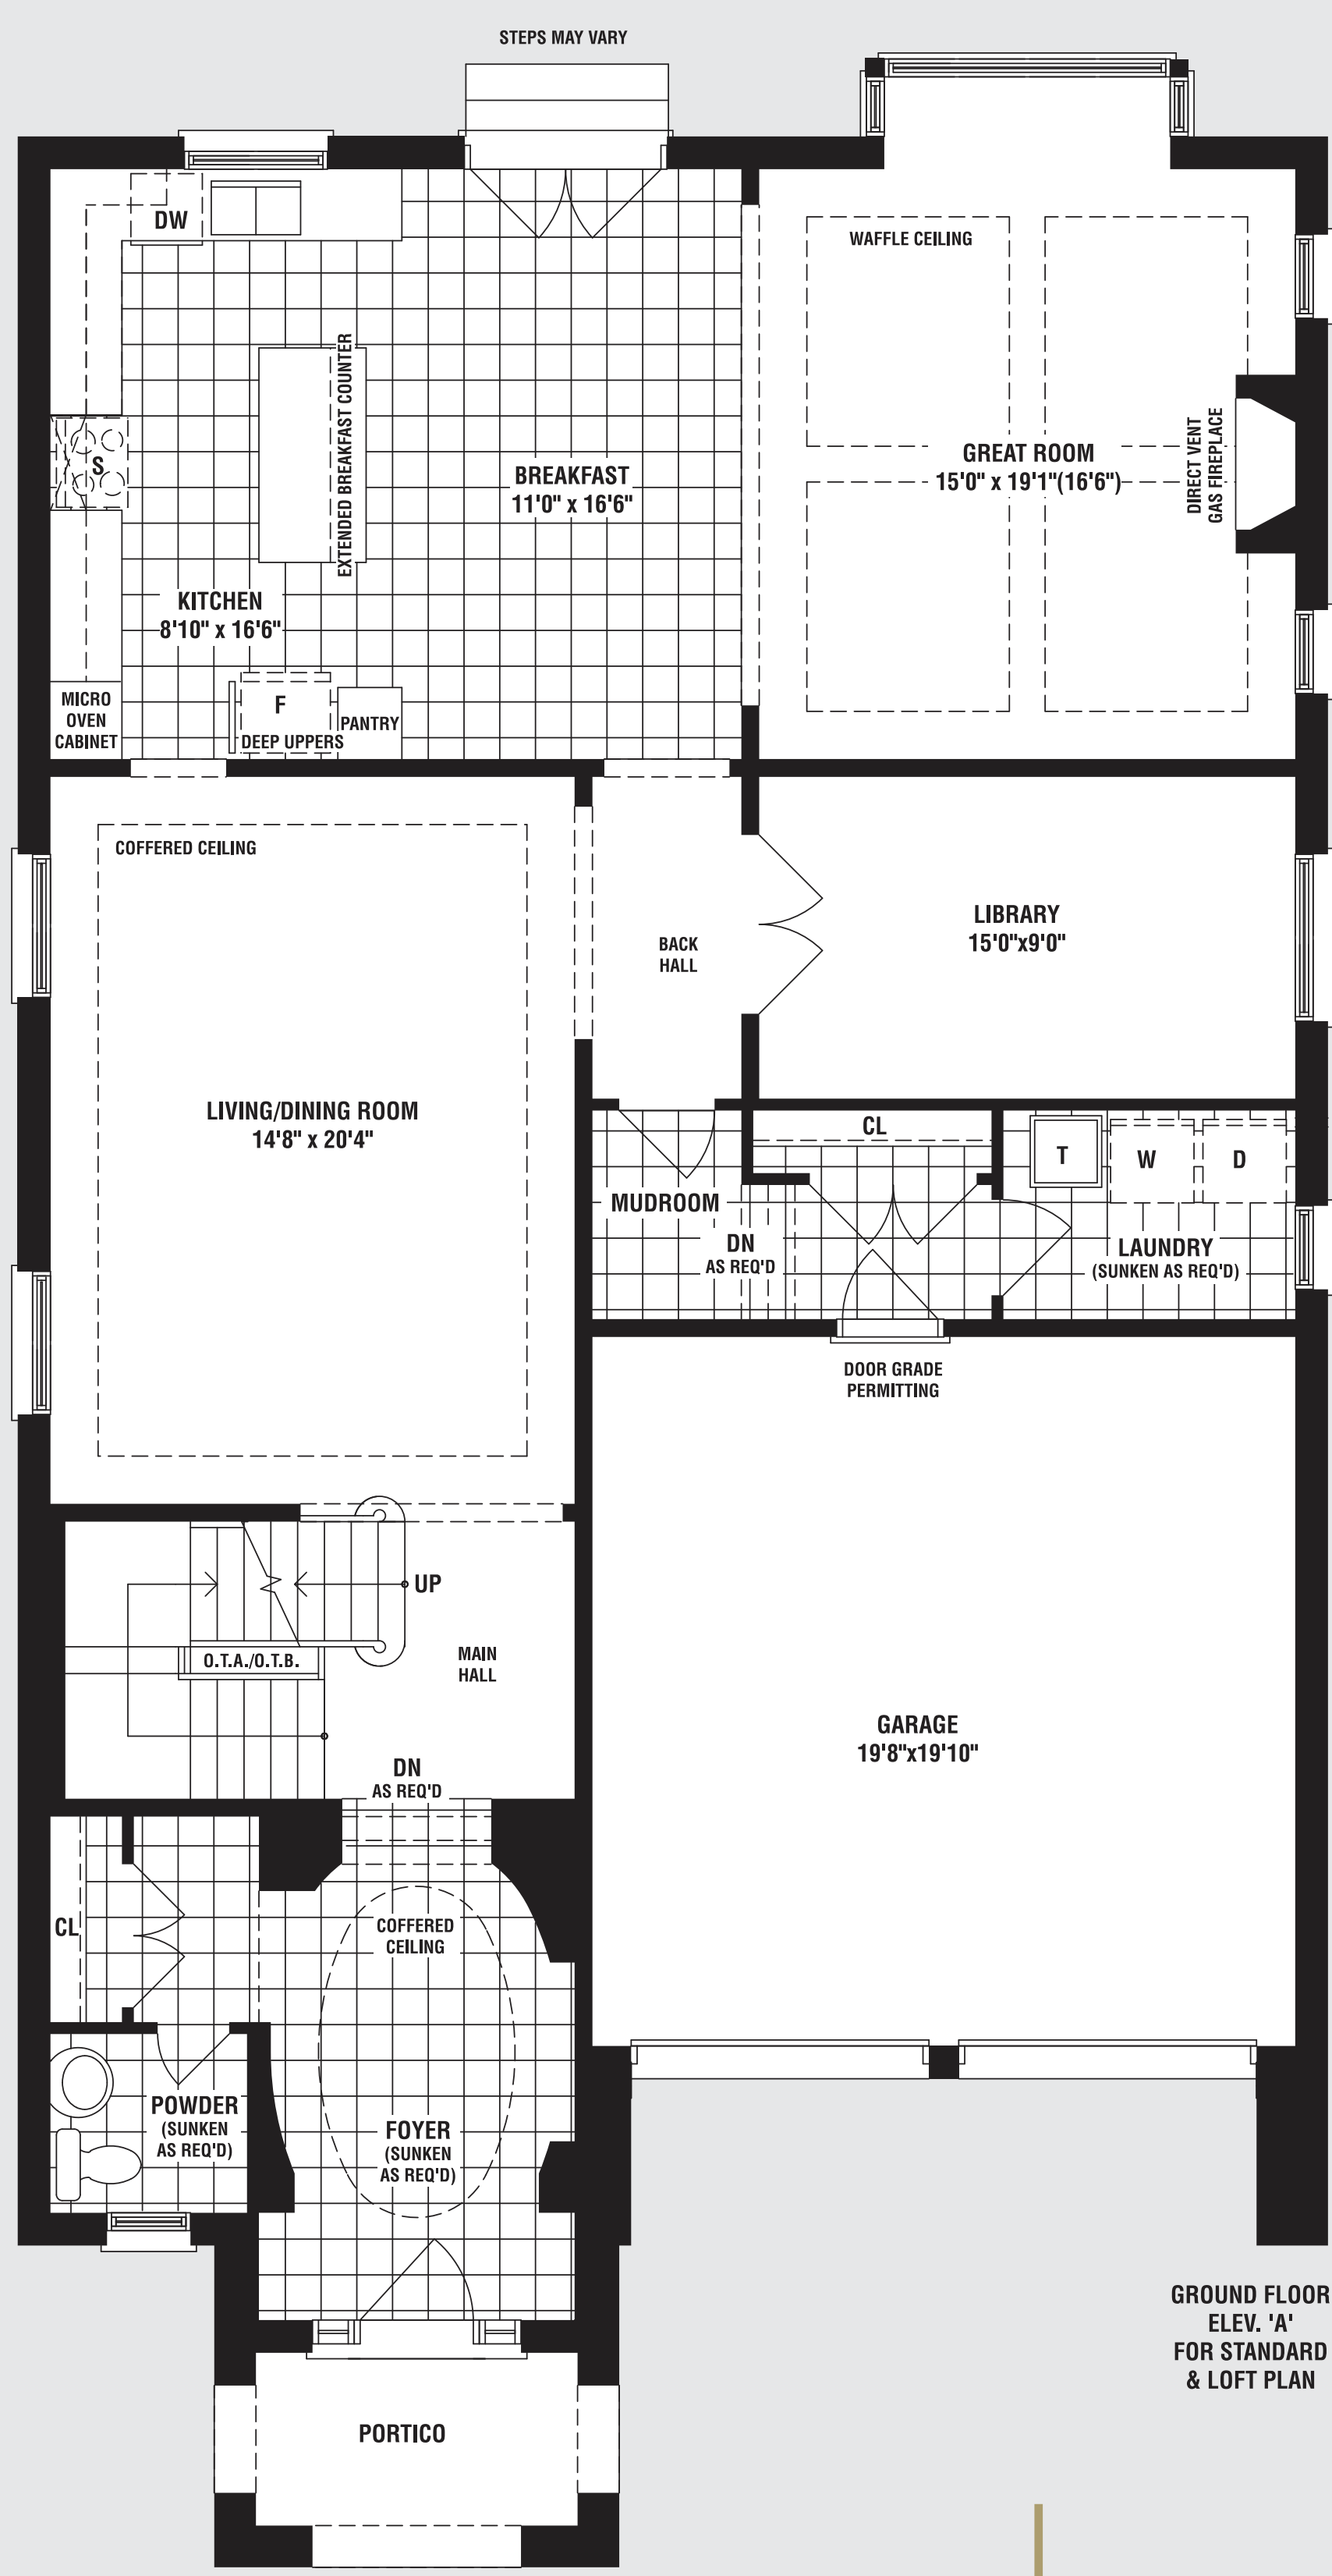 STEPS MAY VARY
DW
WAFFLE CEILING
EXTENDED BREAKFAST COUNTER
S
BREAKFAST
11'0" x 16'6"
GREAT ROOM
15'0" x 19'1"(16'6")
DIRECT VENT
GAS FIREPLACE
KITCHEN
8'10" x 16'6"
MICRO
OVEN
CABINET
F
DEEP UPPERS
PANTRY
COFFERED CEILING
BACK
HALL
LIBRARY
15'0"x9'0"
LIVING/DINING ROOM
14'8" x 20'4"
CL
T
W
D
MUDROOM
DN
AS REQ'D
LAUNDRY
(SUNKEN AS REQ'D)
DOOR GRADE
PERMITTING
UP
O.T.A./O.T.B.
MAIN
HALL
GARAGE
19'8"x19'10"
DN
AS REQ'D
CL
COFFERED
CEILING
POWDER
(SUNKEN
AS REQ'D)
FOYER
(SUNKEN
AS REQ'D)
GROUND FLOOR
ELEV. 'A'
FOR STANDARD
& LOFT PLAN
PORTICO